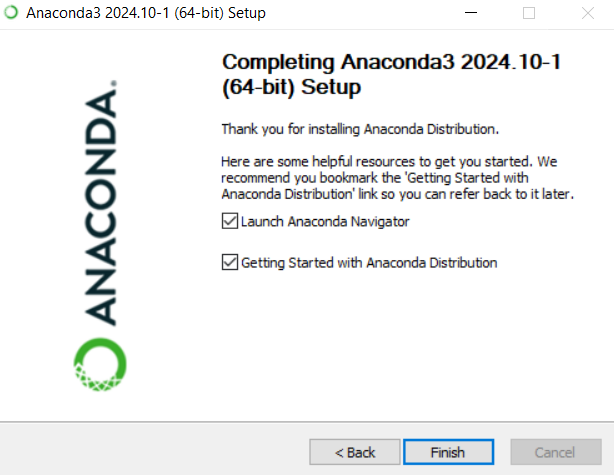 Anaconda3 2024.10-1 (64-bit) Setup
Completing Anaconda3 2024.10-1
(64-bit) Setup
ANACONDA.
Thank you for installing Anaconda Distribution.
Here are some helpful resources to get you started. We
recommend you bookmark the 'Getting Started with
Anaconda Distribution' link so you can refer back to it later.
Launch Anaconda Navigator
Getting Started with Anaconda Distribution
< Back
Finish
Cancel